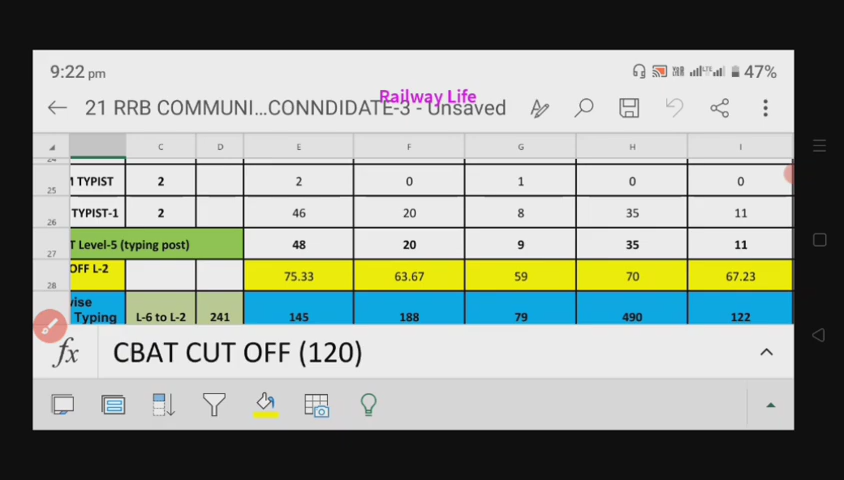 9:22 pm
47%
Railway Life
21 RRB COMMUNI...CONNDIDATE-3 - Unsaved
C D E F G H I
25 M TYPIST 2 2 0 1 0 0
26 TYPIST-1 2 46 20 8 35 11
27 T Level-5 (typing post) 48 20 9 35 11
28 OFF L-2 75.33 63.67 59 70 67.23
wise
Typing L-6 to L-2 241 145 188 79 490 122
fx CBAT CUT OFF (120)